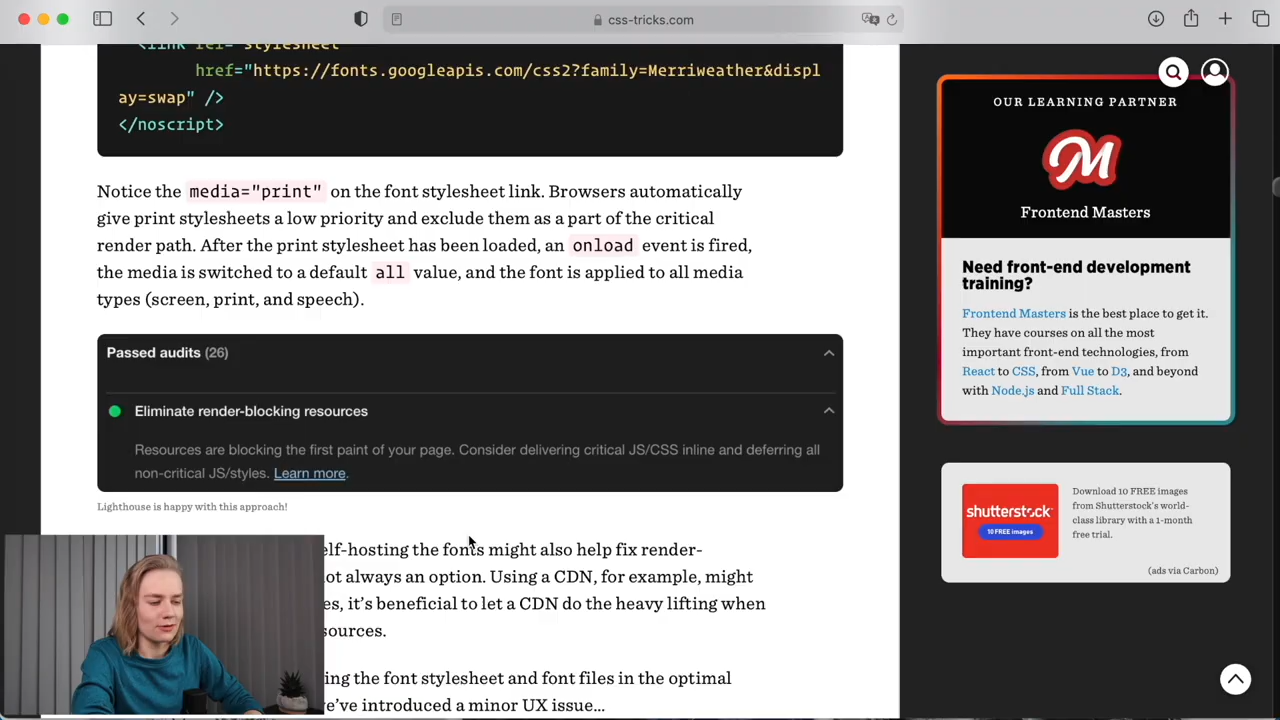 css-tricks.com
href="https://fonts.googleapis.com/css2?family=Merriweather&displ
ay=swap" />
</noscript>
Notice the media="print" on the font stylesheet link. Browsers automatically
give print stylesheets a low priority and exclude them as a part of the critical
render path. After the print stylesheet has been loaded, an onload event is fired,
the media is switched to a default all value, and the font is applied to all media
types (screen, print, and speech).
Passed audits (26)
Eliminate render-blocking resources
Resources are blocking the first paint of your page. Consider delivering critical JS/CSS inline and deferring all
non-critical JS/styles. Learn more.
Lighthouse is happy with this approach!
elf-hosting the fonts might also help fix render-
ot always an option. Using a CDN, for example, might
es, it's beneficial to let a CDN do the heavy lifting when
sources.
ing the font stylesheet and font files in the optimal
we've introduced a minor UX issue…
OUR LEARNING PARTNER
M
Frontend Masters
Need front-end development
training?
Frontend Masters is the best place to get it.
They have courses on all the most
important front-end technologies, from
React to CSS, from Vue to D3, and beyond
with Node.js and Full Stack.
shutterstock
10 FREE images
Download 10 FREE images
from Shutterstock's world-
class library with a 1-month
free trial.
(ads via Carbon)